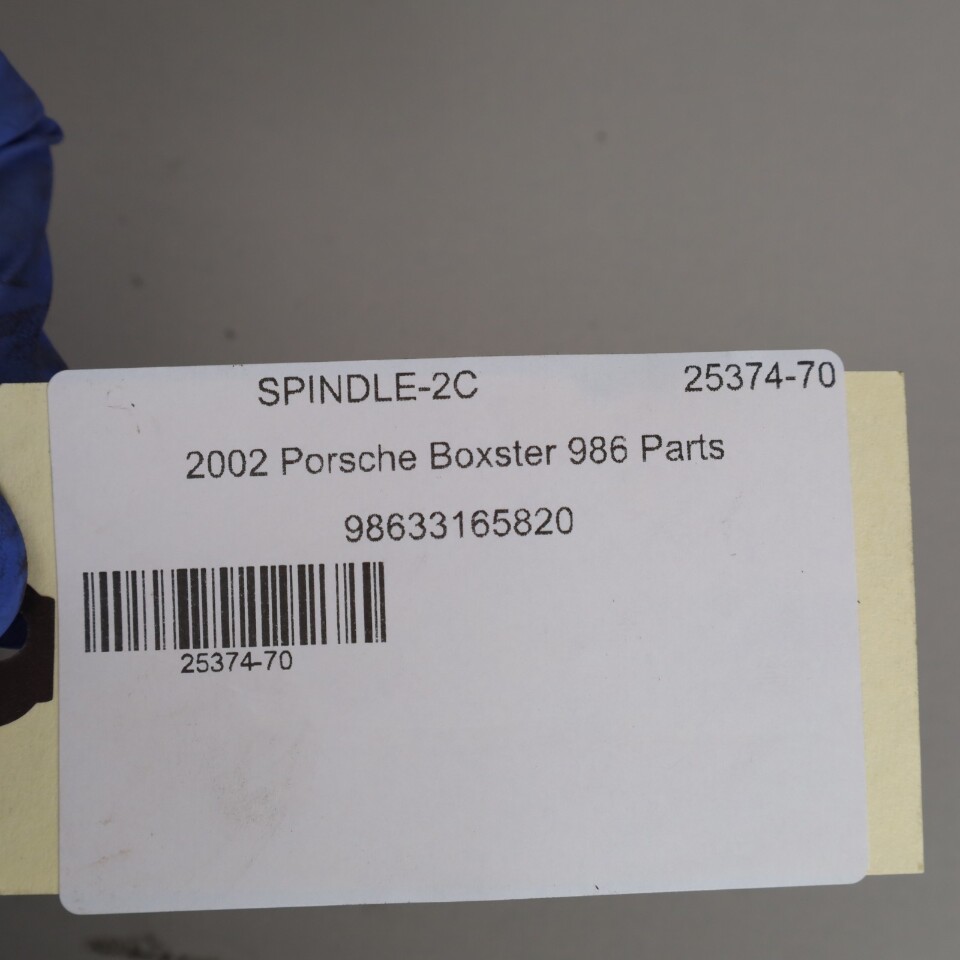 SPINDLE-2C 25374-70
2002 Porsche Boxster 986 Parts
98633165820
25374-70